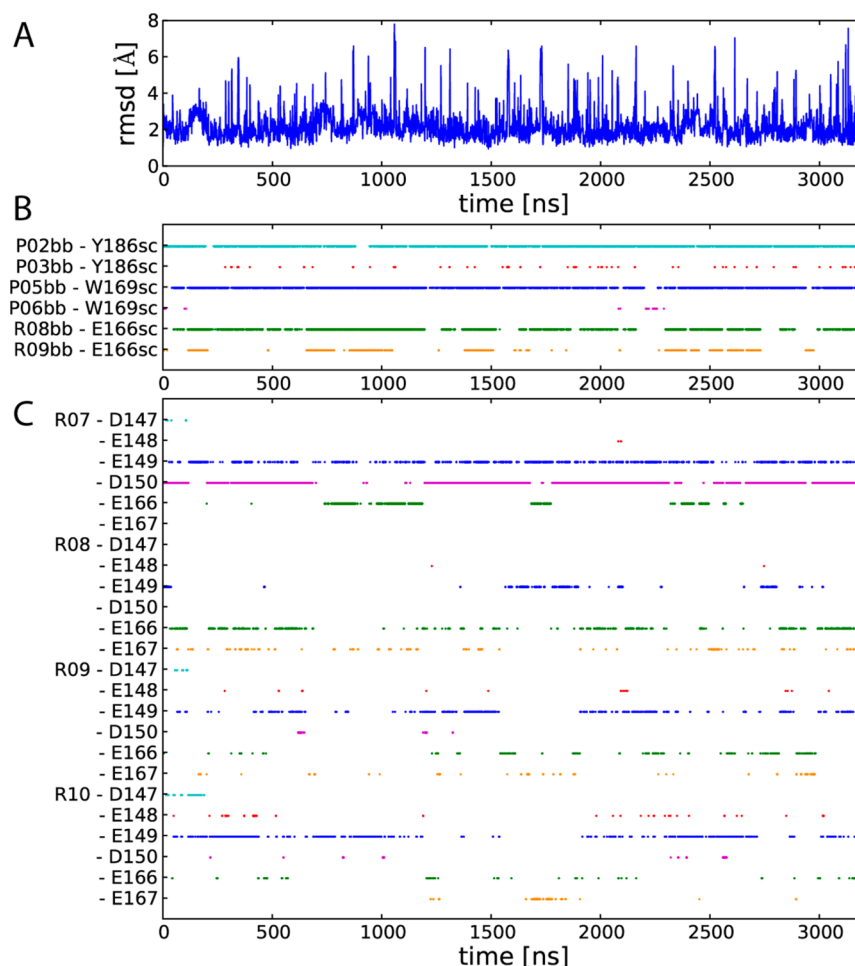 A
rmsd [Å]
8
6
4
2
0
0 500 1000 1500 2000 2500 3000
time [ns]
B
P02bb - Y186sc
P03bb - Y186sc
P05bb - W169sc
P06bb - W169sc
R08bb - E166sc
R09bb - E166sc
0 500 1000 1500 2000 2500 3000
C
R07 - D147
- E148
- E149
- D150
- E166
- E167
R08 - D147
- E148
- E149
- D150
- E166
- E167
R09 - D147
- E148
- E149
- D150
- E166
- E167
R10 - D147
- E148
- E149
- D150
- E166
- E167
0 500 1000 1500 2000 2500 3000
time [ns]